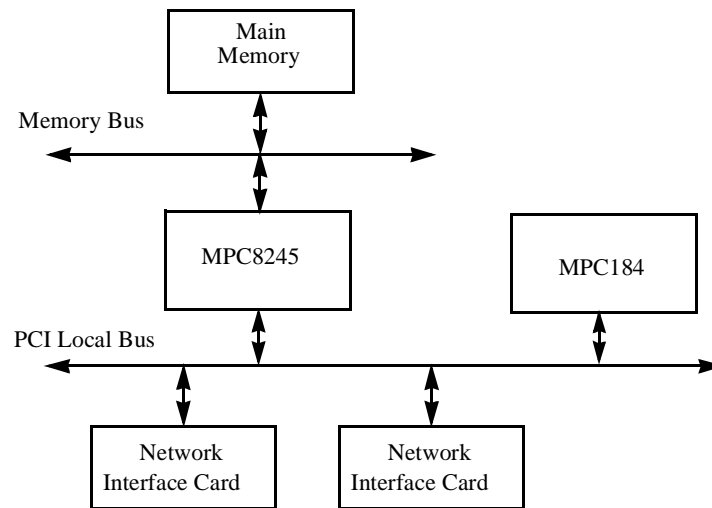 Main
Memory
Memory Bus
MPC8245
MPC184
PCI Local Bus
Network
Interface Card
Network
Interface Card